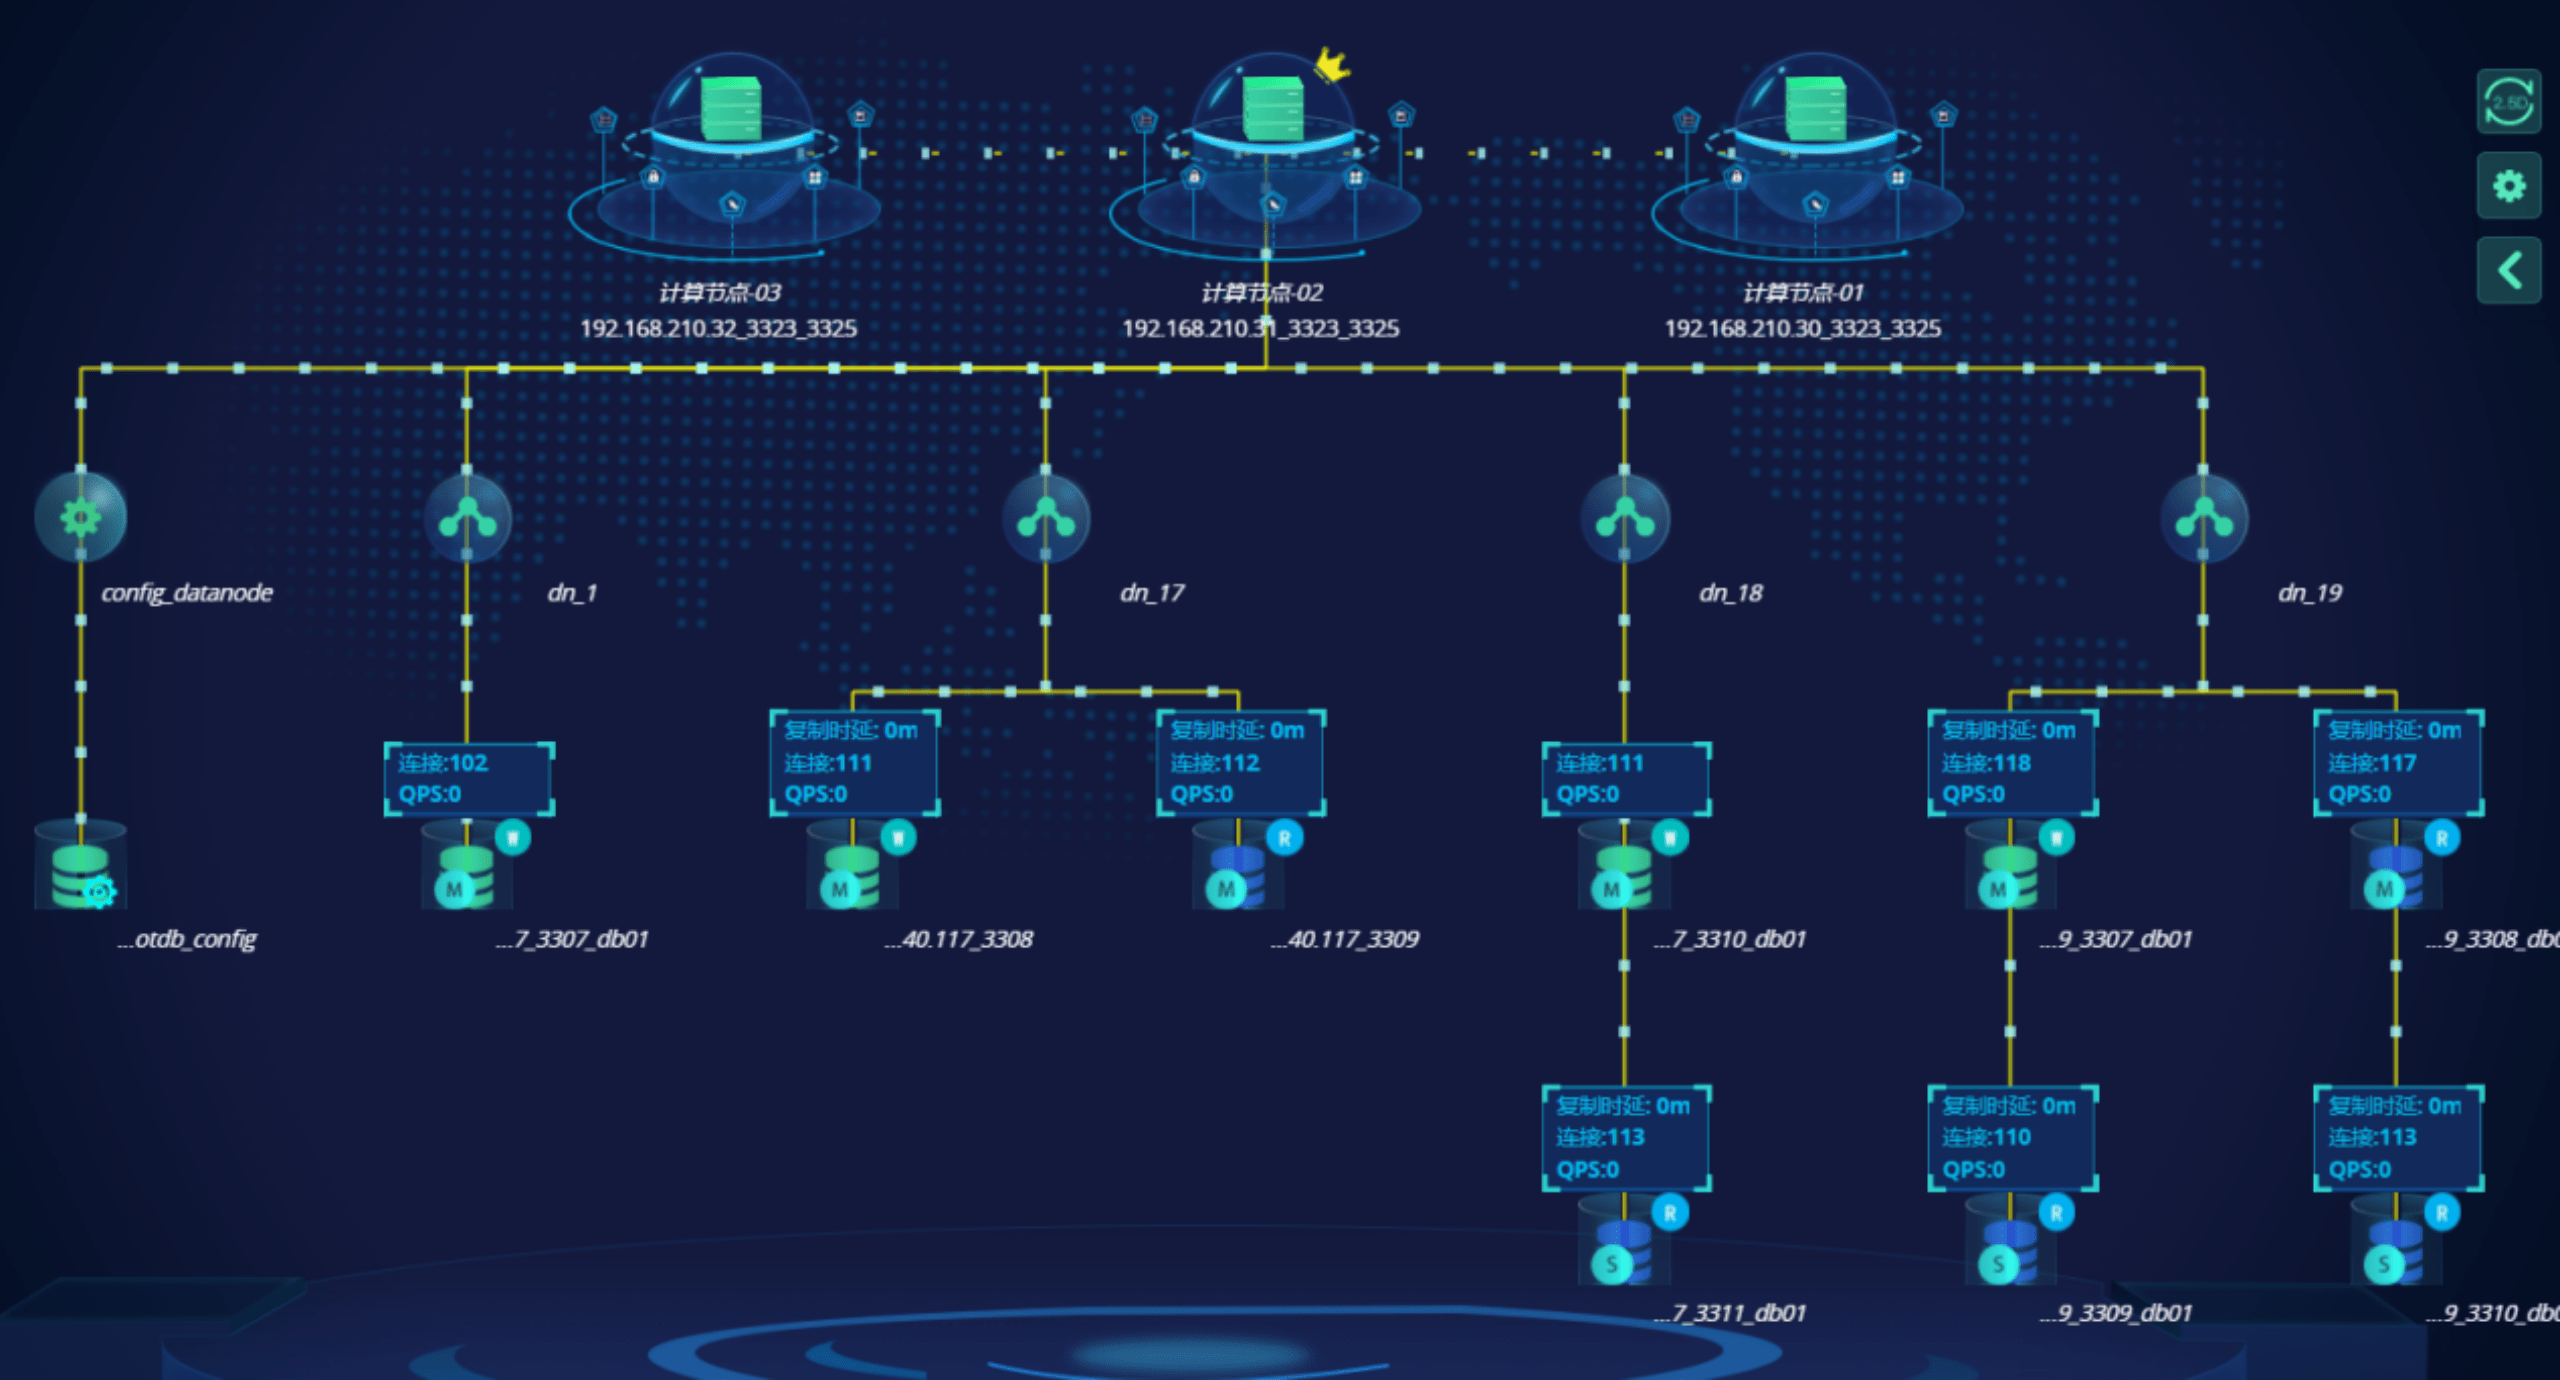 2.5D
计算节点-03
192.168.210.32_3323_3325
计算节点-02
192.168.210.31_3323_3325
计算节点-01
192.168.210.30_3323_3325
config_datanode
dn_1
dn_17
dn_18
dn_19
连接:102
QPS:0
W
M
复制时延: 0m
连接:111
QPS:0
W
M
复制时延: 0m
连接:112
QPS:0
R
M
连接:111
QPS:0
W
M
复制时延: 0m
连接:118
QPS:0
W
M
复制时延: 0m
连接:117
QPS:0
R
M
...otdb_config
...7_3307_db01
...40.117_3308
...40.117_3309
...7_3310_db01
...9_3307_db01
...9_3308_db0
复制时延: 0m
连接:113
QPS:0
R
S
复制时延: 0m
连接:110
QPS:0
R
S
复制时延: 0m
连接:113
QPS:0
R
S
...7_3311_db01
...9_3309_db01
...9_3310_db0